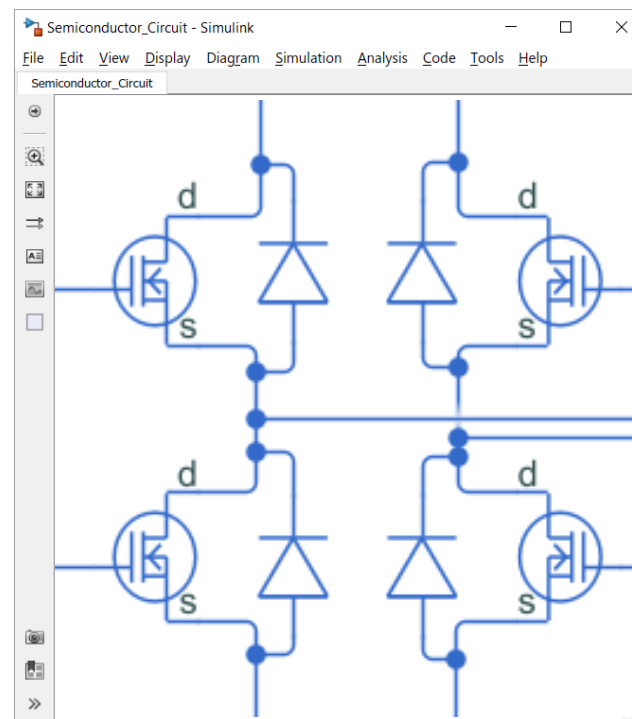 Semiconductor_Circuit - Simulink
File Edit View Display Diagram Simulation Analysis Code Tools Help
Semiconductor_Circuit
d d
s s
d d
s s